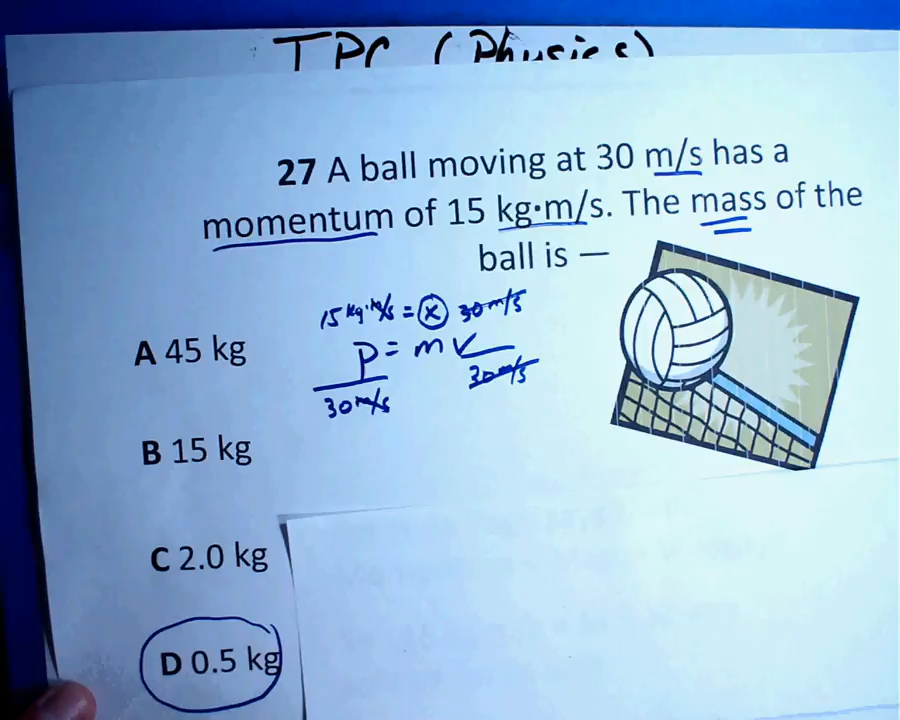 TPC (Physics)
27 A ball moving at 30 m/s has a
momentum of 15 kg·m/s. The mass of the
ball is —
15 kg·m/s = x 30 m/s
A 45 kg
p = m v
30 m/s 30 m/s
B 15 kg
C 2.0 kg
D 0.5 kg